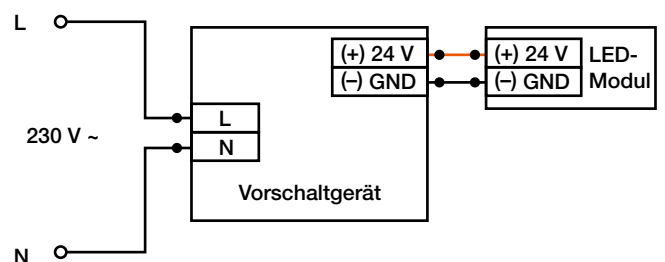 L
(+) 24 V
(+) 24 V
LED-
(–) GND
(–) GND
Modul
L
230 V ~
N
Vorschaltgerät
N